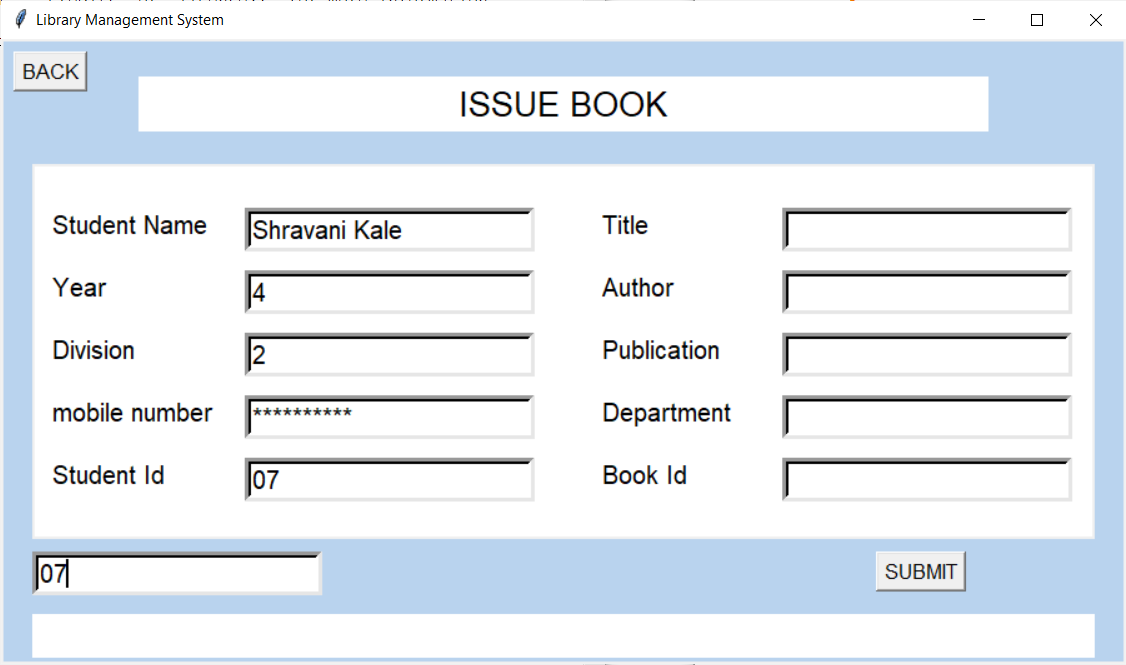 Library Management System
BACK
ISSUE BOOK
Student Name Shravani Kale Title
Year 4 Author
Division 2 Publication
mobile number ********** Department
Student Id 07 Book Id
07 SUBMIT